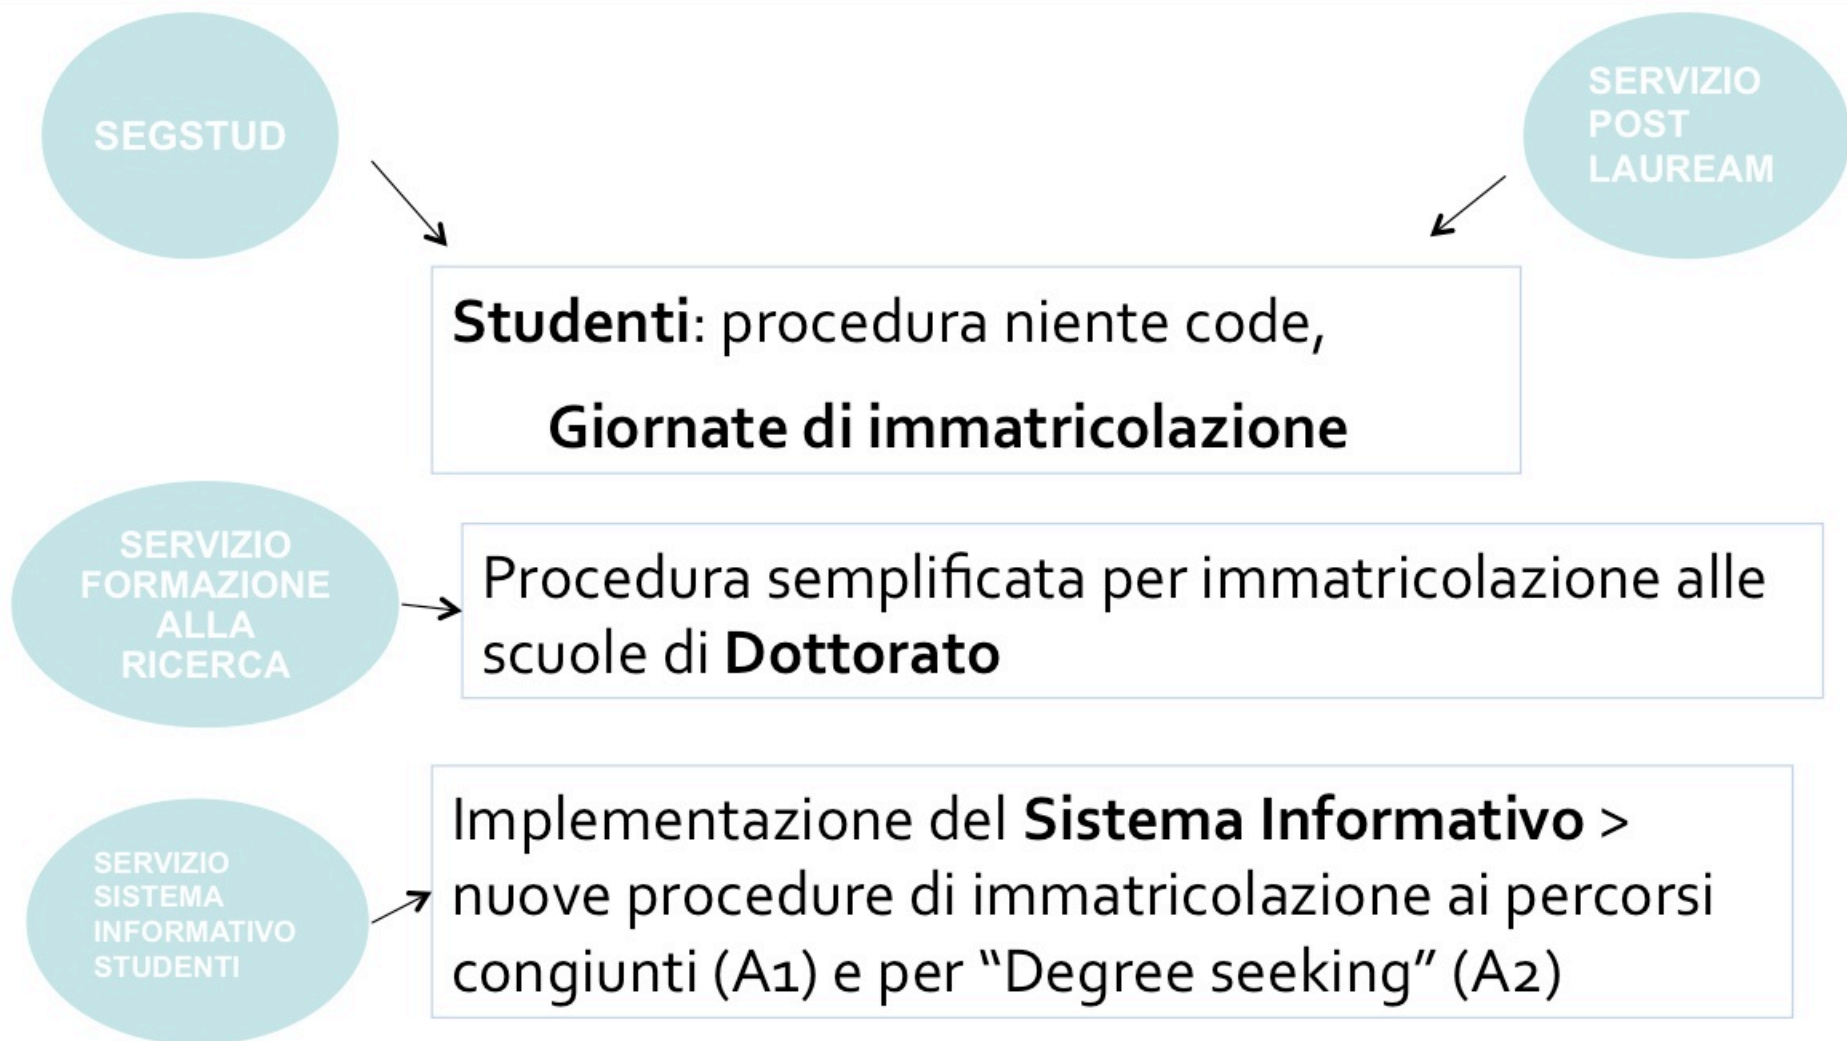 SEGSTUD
SERVIZIO
POST
LAUREAM
Studenti: procedura niente code,
Giornate di immatricolazione
SERVIZIO
FORMAZIONE
ALLA
RICERCA
Procedura semplificata per immatricolazione alle
scuole di Dottorato
SERVIZIO
SISTEMA
INFORMATIVO
STUDENTI
Implementazione del Sistema Informativo >
nuove procedure di immatricolazione ai percorsi
congiunti (A1) e per “Degree seeking” (A2)